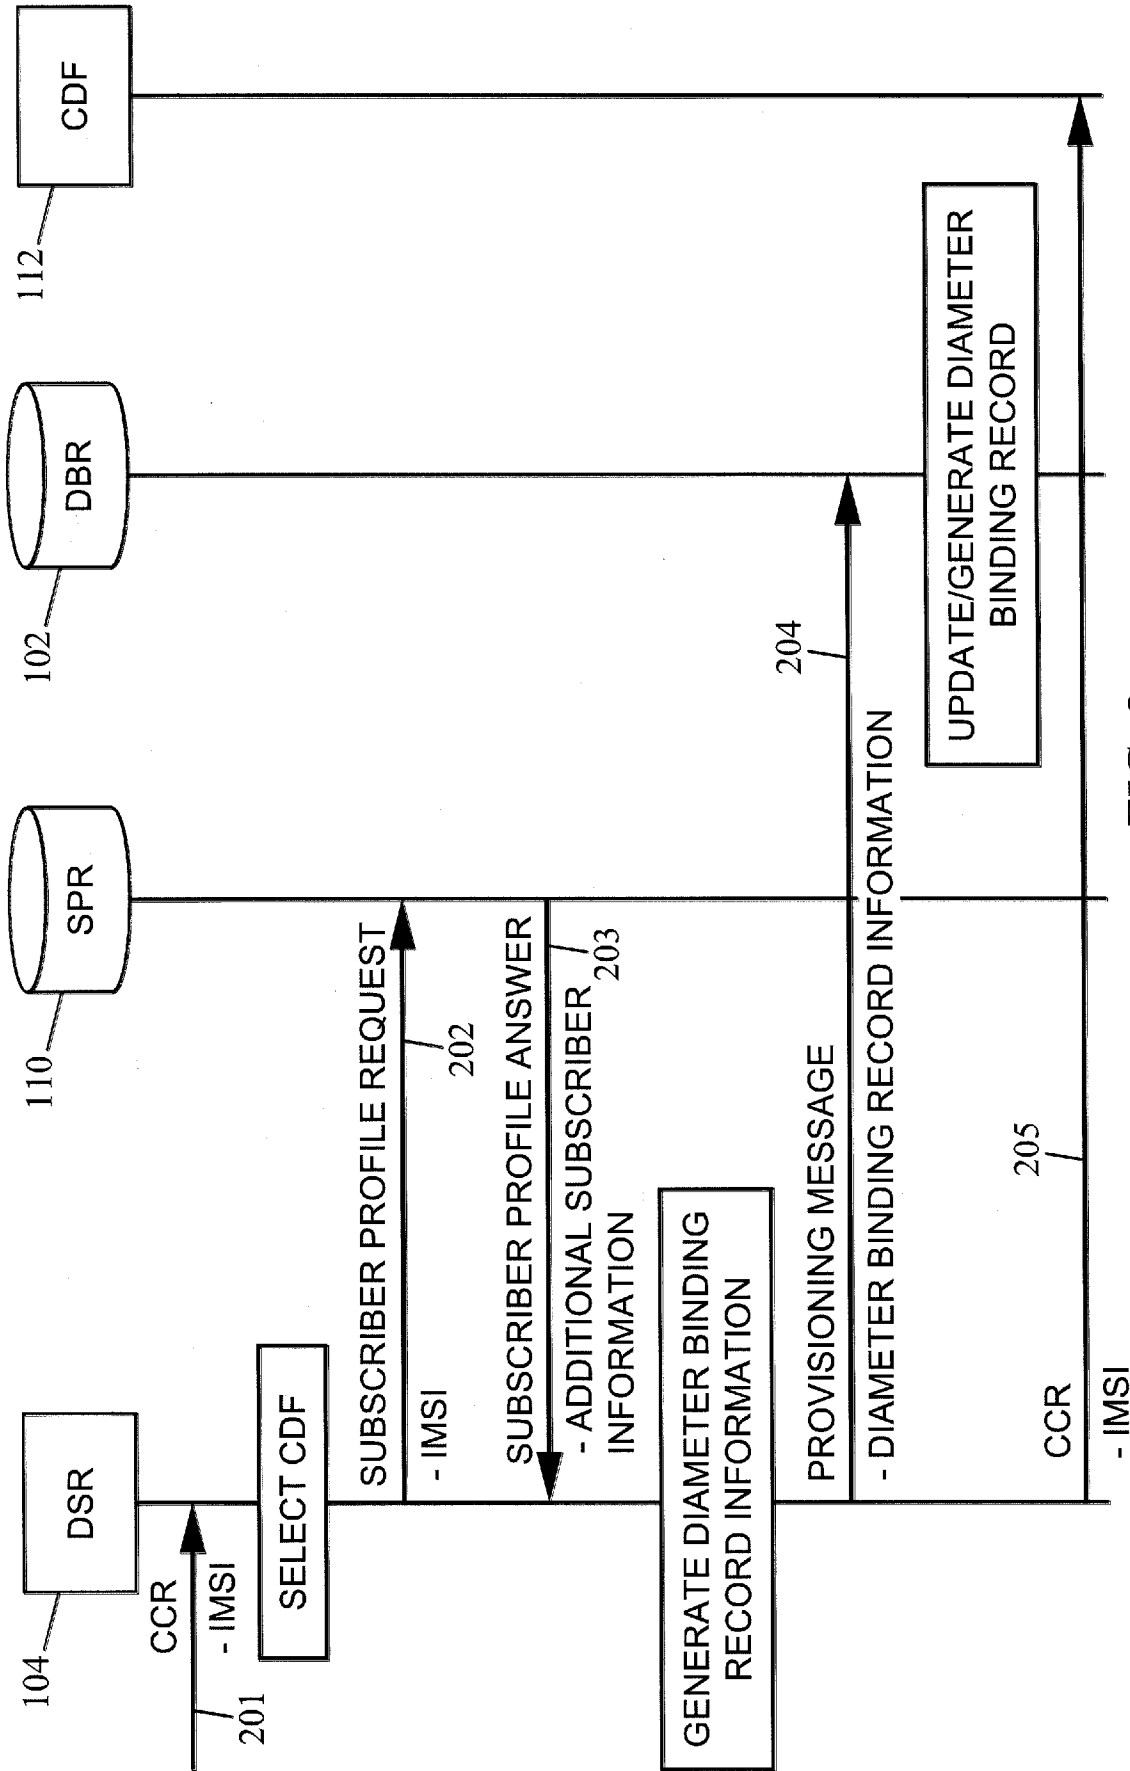 DSR
104
SPR
110
DBR
102
CDF
112
CCR
- IMSI
201
SELECT CDF
SUBSCRIBER PROFILE REQUEST
- IMSI
202
SUBSCRIBER PROFILE ANSWER
- ADDITIONAL SUBSCRIBER
INFORMATION
203
GENERATE DIAMETER BINDING
RECORD INFORMATION
PROVISIONING MESSAGE
- DIAMETER BINDING RECORD INFORMATION
204
UPDATE/GENERATE DIAMETER
BINDING RECORD
CCR
- IMSI
205